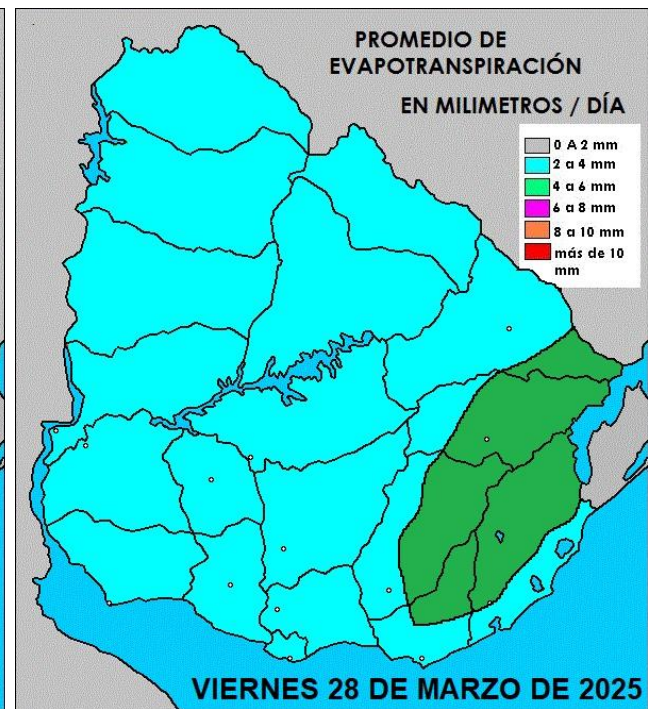 PROMEDIO DE
EVAPOTRANSPIRACIÓN
EN MILIMETROS / DÍA
0 A 2 mm
2 a 4 mm
4 a 6 mm
6 a 8 mm
8 a 10 mm
más de 10
mm
VIERNES 28 DE MARZO DE 2025